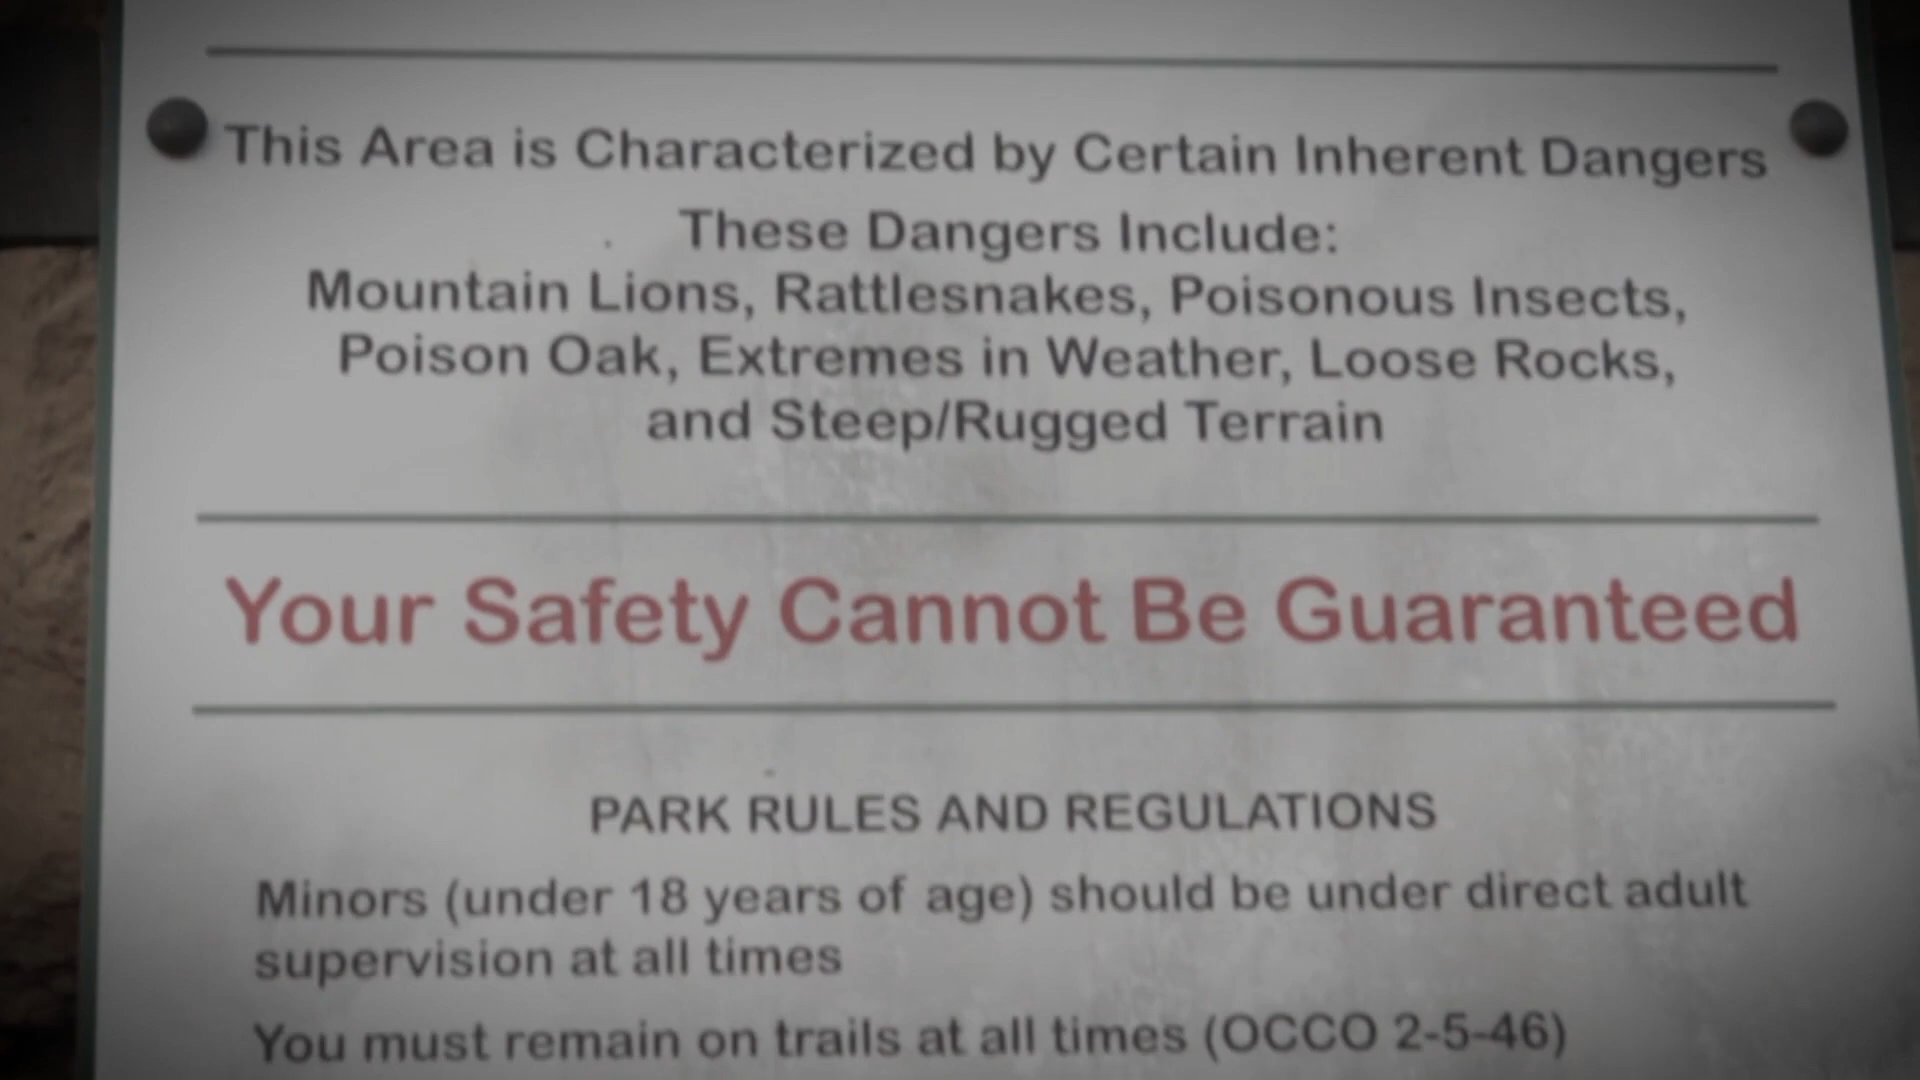 This Area is Characterized by Certain Inherent Dangers
These Dangers Include:
Mountain Lions, Rattlesnakes, Poisonous Insects,
Poison Oak, Extremes in Weather, Loose Rocks,
and Steep/Rugged Terrain
Your Safety Cannot Be Guaranteed
PARK RULES AND REGULATIONS
Minors (under 18 years of age) should be under direct adult
supervision at all times
You must remain on trails at all times (OCCO 2-5-46)